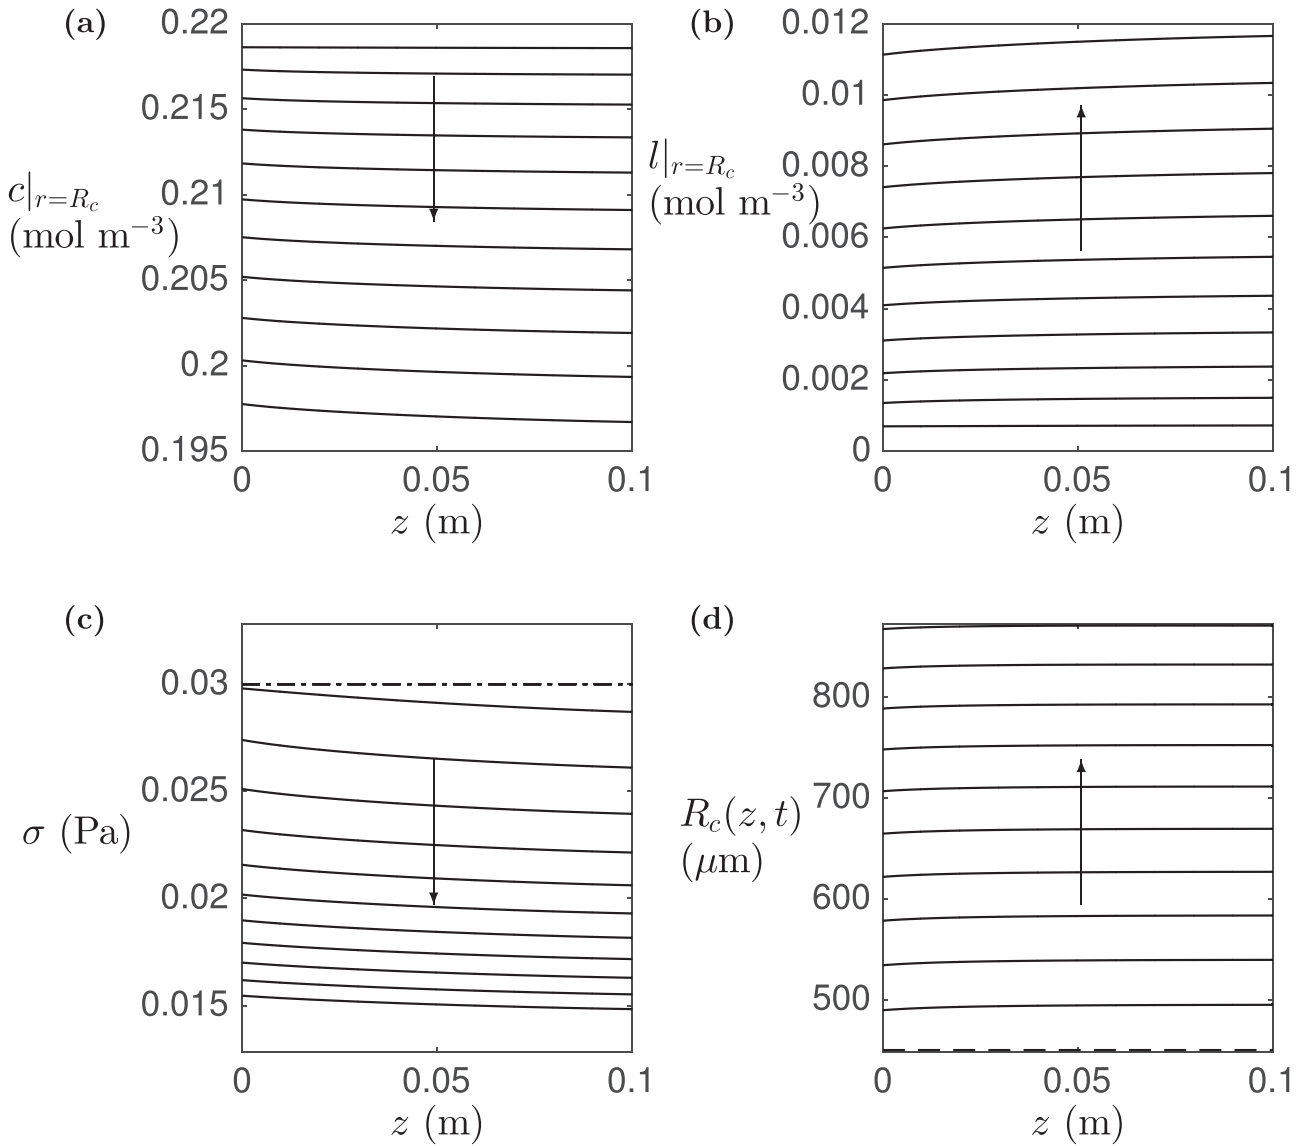 (a)
0.22
0.215
0.21
0.205
0.2
0.195
c|r=Rc
(mol m−3)
0
0.05
0.1
z (m)
(b)
0.012
0.01
0.008
0.006
0.004
0.002
0
l|r=Rc
(mol m−3)
0
0.05
0.1
z (m)
(c)
0.03
0.025
0.02
0.015
σ (Pa)
0
0.05
0.1
z (m)
(d)
800
700
600
500
Rc(z, t)
(μm)
0
0.05
0.1
z (m)